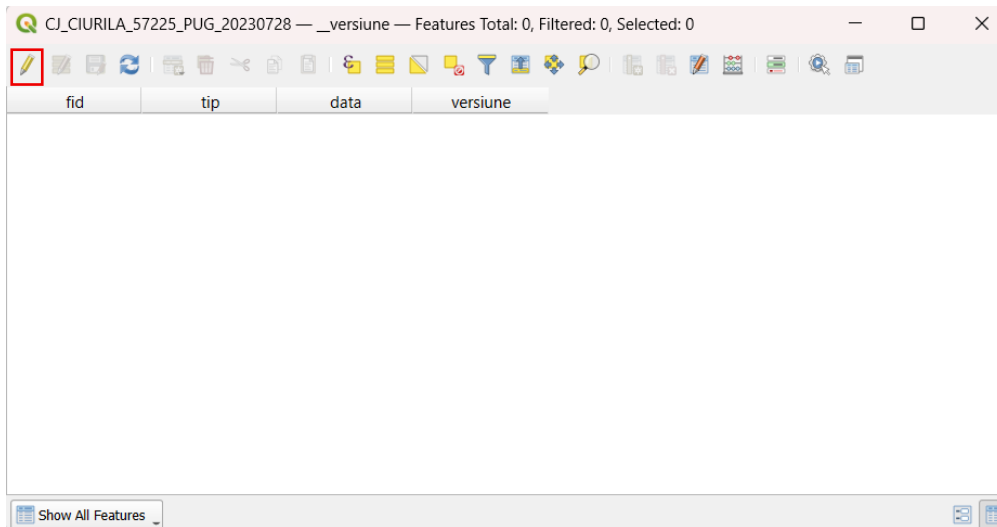 CJ_CIURILA_57225_PUG_20230728 — __versiune — Features Total: 0, Filtered: 0, Selected: 0
fid tip data versiune
Show All Features